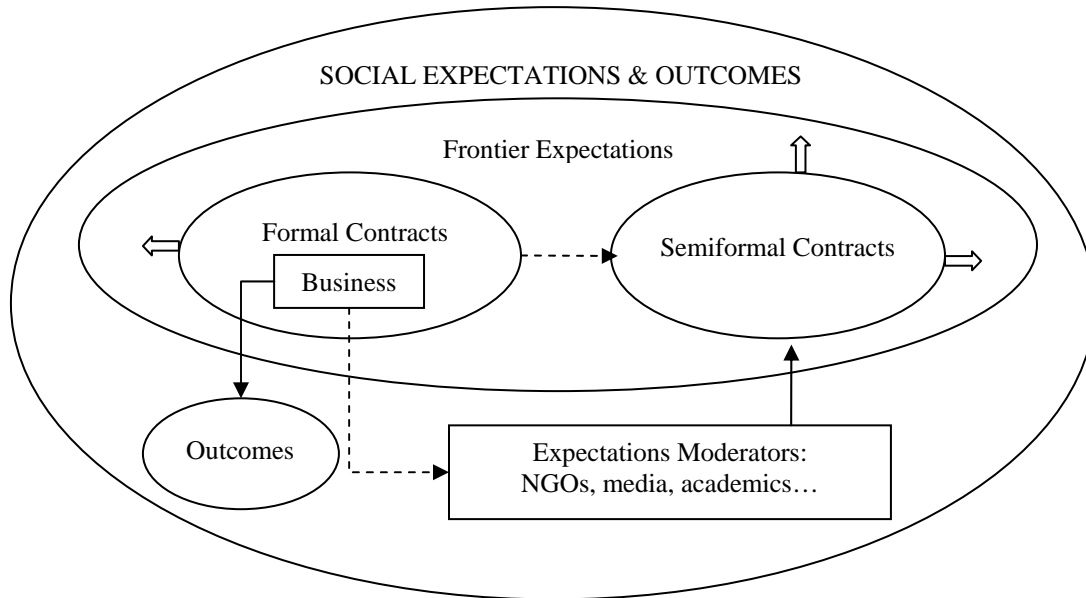 SOCIAL EXPECTATIONS & OUTCOMES
Frontier Expectations
Formal Contracts
Business
Semiformal Contracts
Outcomes
Expectations Moderators:
NGOs, media, academics…